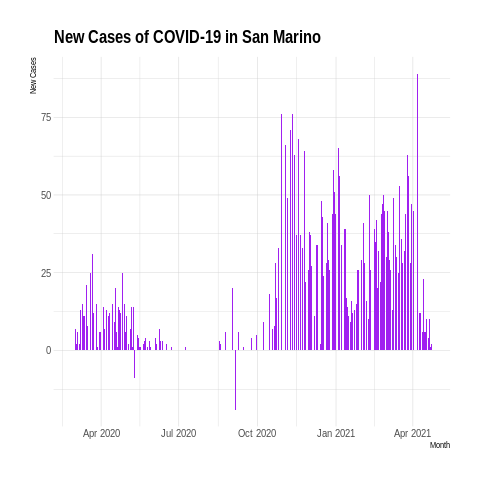 New Cases of COVID-19 in San Marino
New Cases
75
50
25
0
Apr 2020 Jul 2020 Oct 2020 Jan 2021 Apr 2021
Month